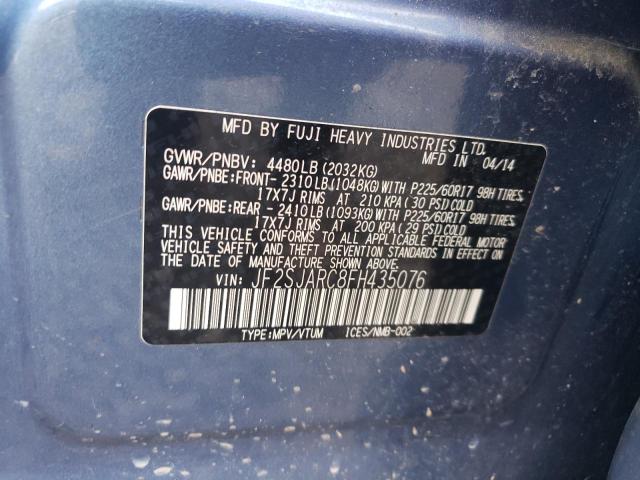 MFD BY FUJI HEAVY INDUSTRIES LTD.
MFD IN 04/14
GVWR/PNBV: 4480LB(2032KG)
GAWR/PNBE:FRONT-2310LB(1048KG)WITH P225/60R17 98H TIRES,
17X7J RIMS AT 210 KPA(30 PSI)COLD
GAWR/PNBE:REAR -2410LB(1093KG)WITH P225/60R17 98H TIRES,
17X7J RIMS AT 200 KPA(29 PSI)COLD
THIS VEHICLE CONFORMS TO ALL APPLICABLE FEDERAL MOTOR
VEHICLE SAFETY AND THEFT PREVENTION STANDARDS IN EFFECT ON
THE DATE OF MANUFACTURE SHOWN ABOVE.
VIN: JF2SJARC8FH435076
TYPE:MPV/VTUM ICES/NMB-002